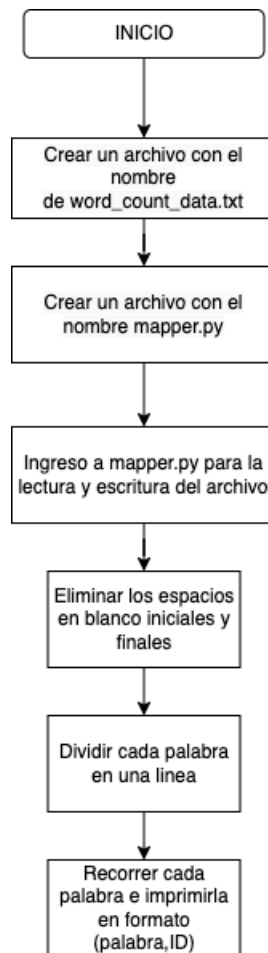 INICIO
Crear un archivo con el
nombre
de word_count_data.txt
Crear un archivo con el
nombre mapper.py
Ingreso a mapper.py para la
lectura y escritura del archivo
Eliminar los espacios
en blanco iniciales y
finales
Dividir cada palabra
en una linea
Recorrer cada
palabra e imprimirla
en formato
(palabra,ID)